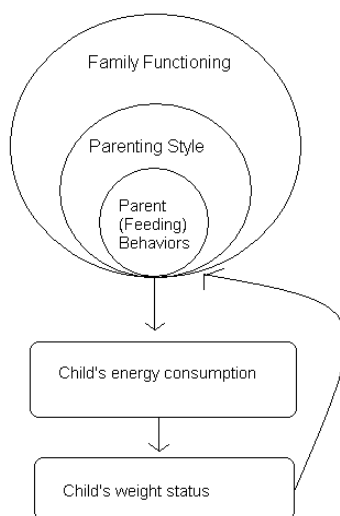 Family Functioning
Parenting Style
Parent
(Feeding)
Behaviors
Child's energy consumption
Child's weight status